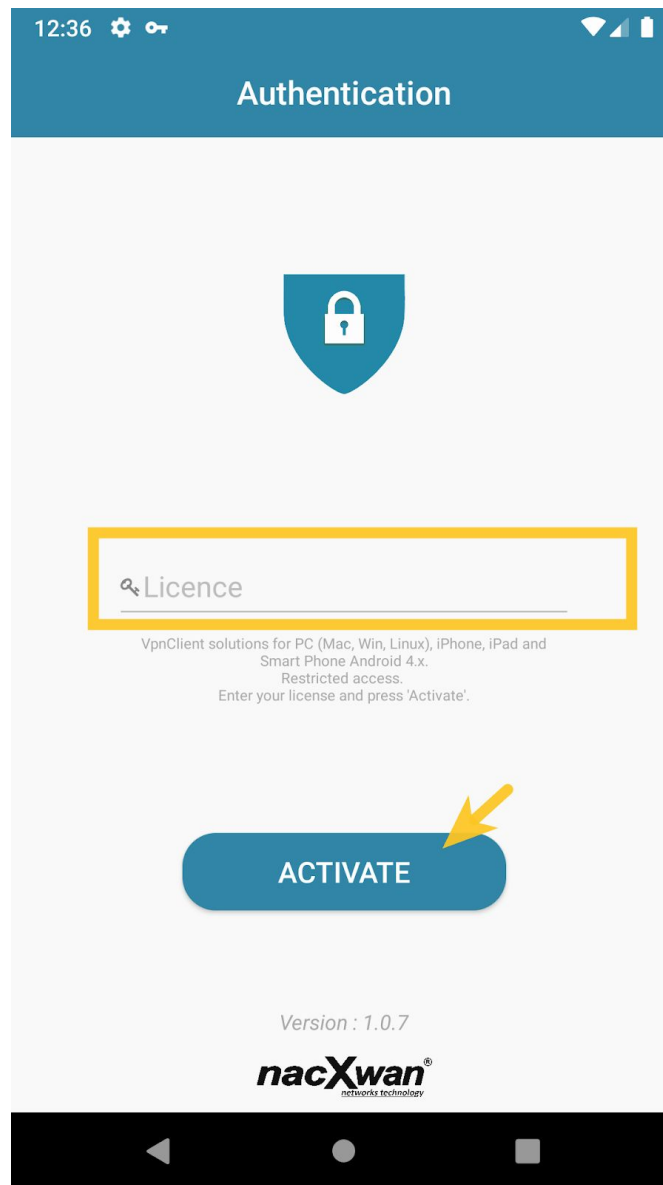 12:36
Authentication
Licence
VpnClient solutions for PC (Mac, Win, Linux), iPhone, iPad and
Smart Phone Android 4.x.
Restricted access.
Enter your license and press 'Activate'.
ACTIVATE
Version : 1.0.7
nacXwan®
networks technology